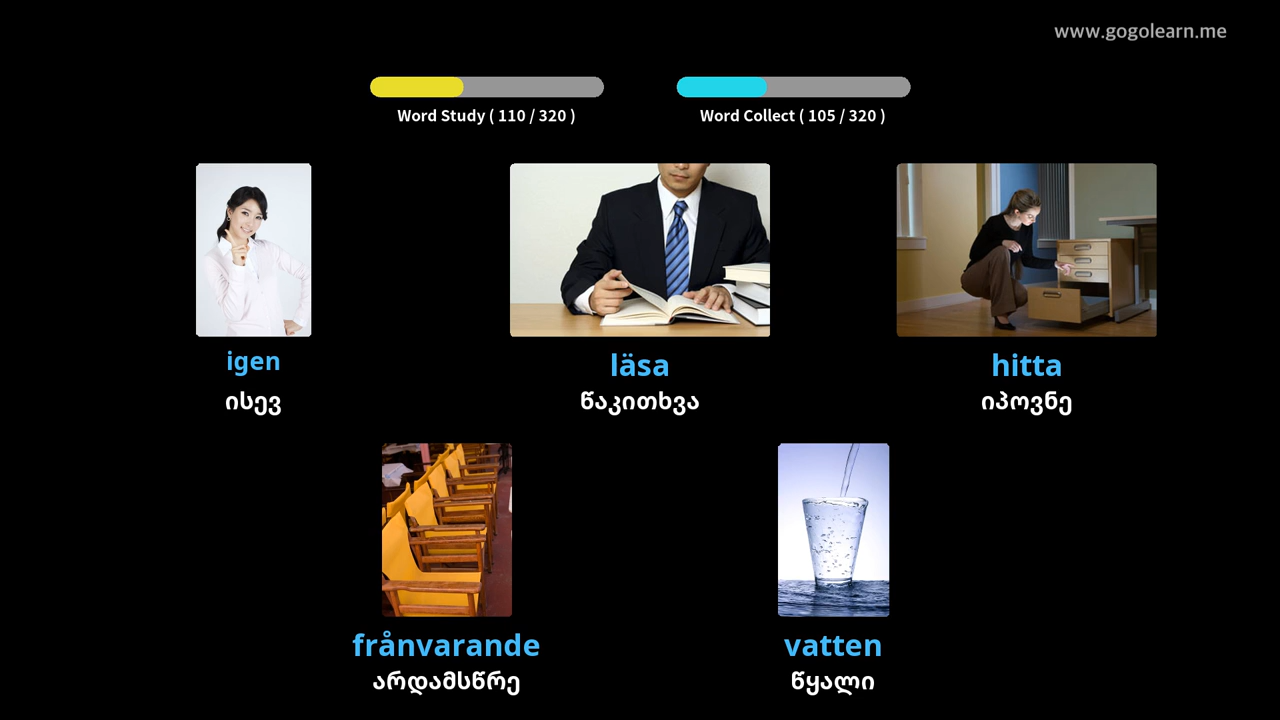 www.gogolearn.me
Word Study ( 110 / 320 )
Word Collect ( 105 / 320 )
igen
ისევ
läsa
წაკითხვა
hitta
იპოვნე
frånvarande
არდამსწრე
vatten
წყალი